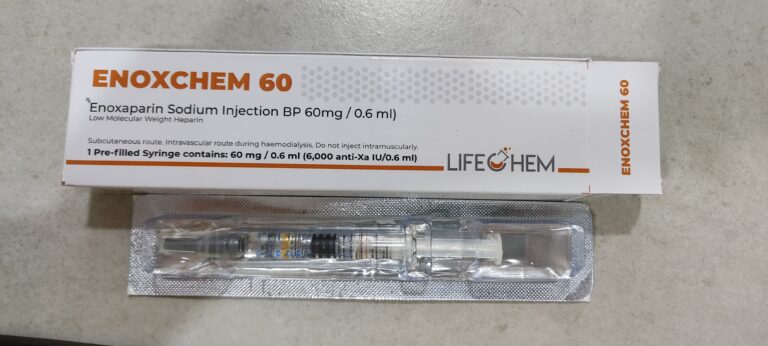 ENOXCHEM 60
Enoxaparin Sodium Injection BP 60mg / 0.6 ml)
Low Molecular Weight Heparin
Subcutaneous route. Intravascular route during haemodialysis. Do not inject intramuscularly.
1 Pre-filled Syringe contains: 60 mg / 0.6 ml (6,000 anti-Xa IU/0.6 ml)
LIFECHEM
ENOXCHEM 60